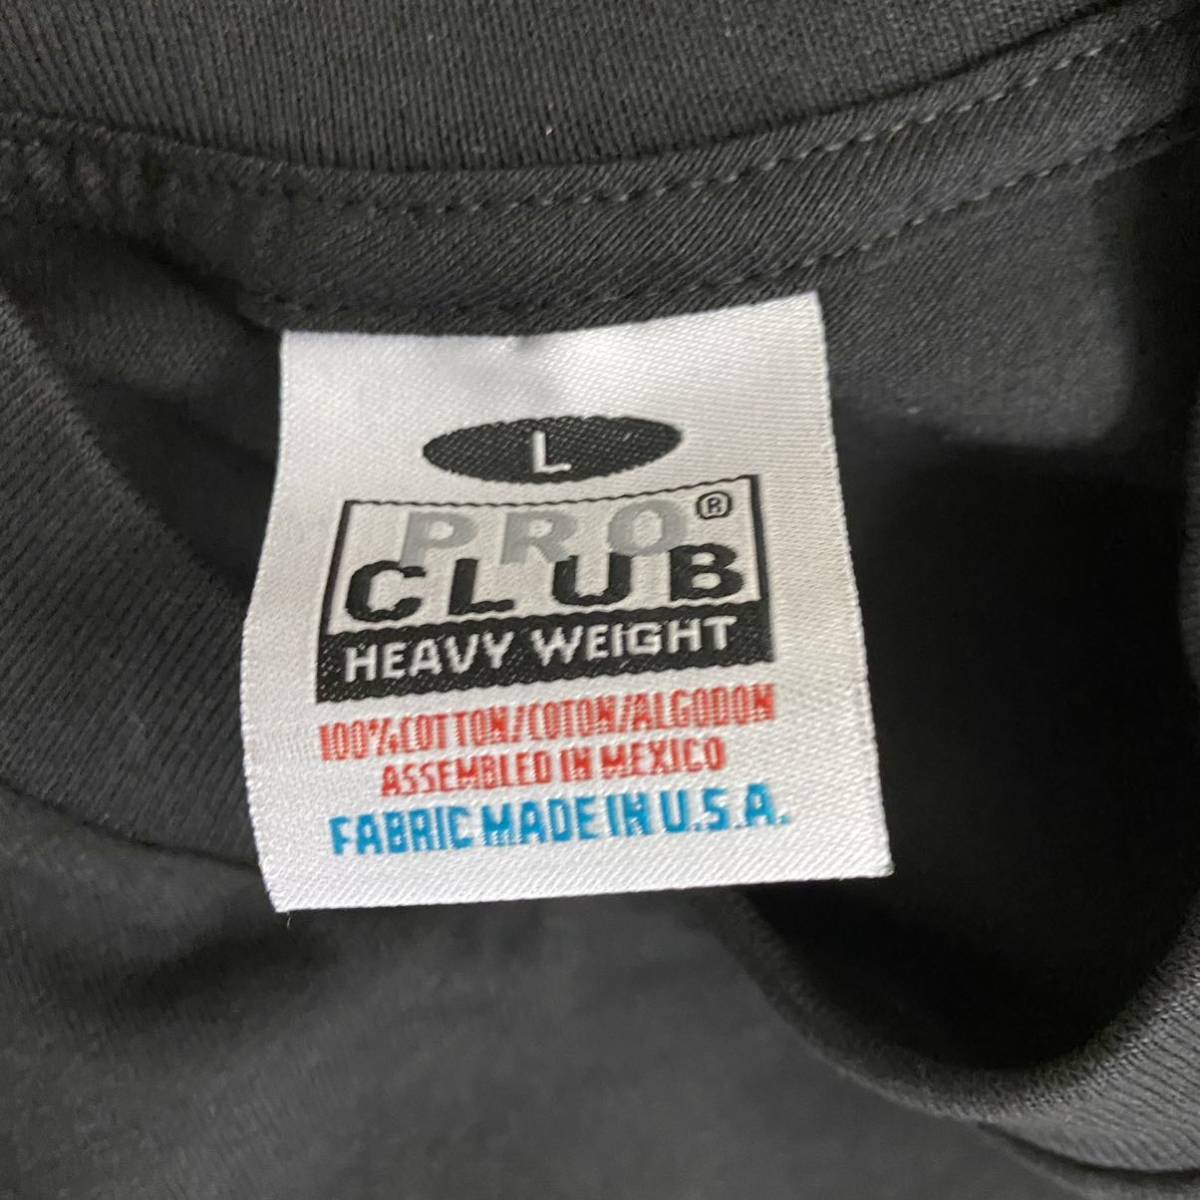 L
PRO®
CLUB
HEAVY WEIGHT
100%COTTON/COTON/ALGODON
ASSEMBLED IN MEXICO
FABRIC MADE IN U.S.A.